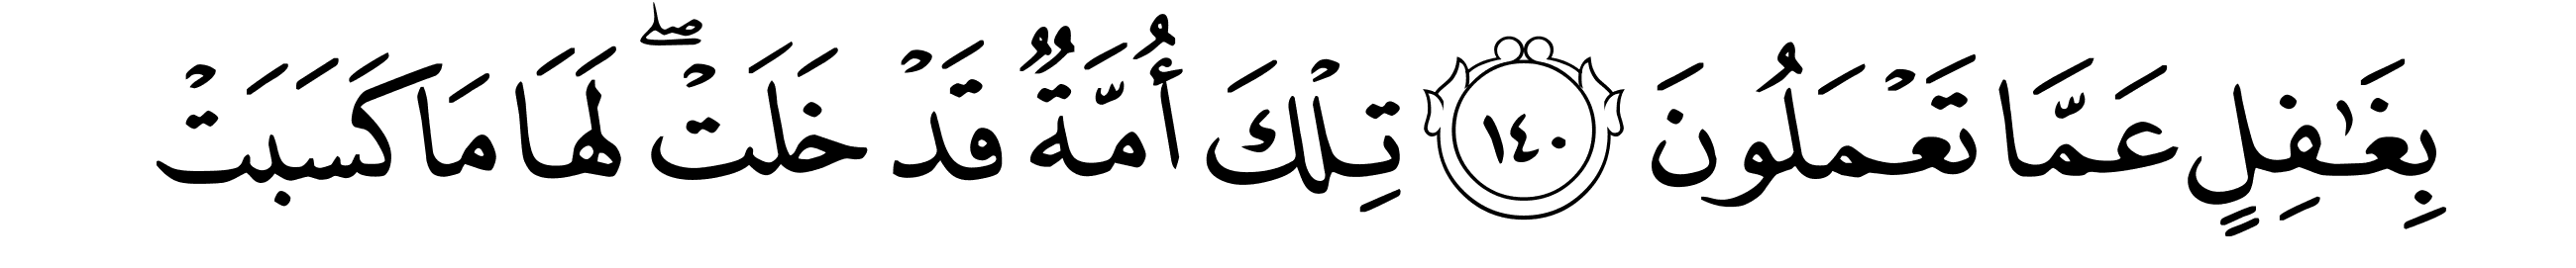 بِغَـٰفِلٍ عَمَّا تَعْمَلُونَ ١٤٠ تِلْكَ أُمَّةٌ قَدْ خَلَتْ ۖ لَهَا مَا كَسَبَتْ